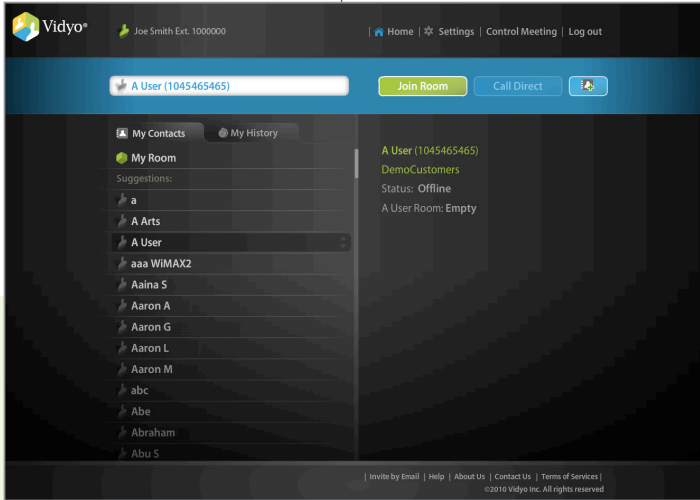 Vidyo®
Joe Smith Ext. 1000000
| Home | Settings | Control Meeting | Log out
A User (1045465465)
Join Room
Call Direct
My Contacts
My History
My Room
Suggestions:
a
A Arts
A User
aaa WiMAX2
Aaina S
Aaron A
Aaron G
Aaron L
Aaron M
abc
Abe
Abraham
Abu S
A User (1045465465)
DemoCustomers
Status: Offline
A User Room: Empty
| Invite by Email | Help | About Us | Contact Us | Terms of Services |
©2010 Vidyo Inc. All rights reserved